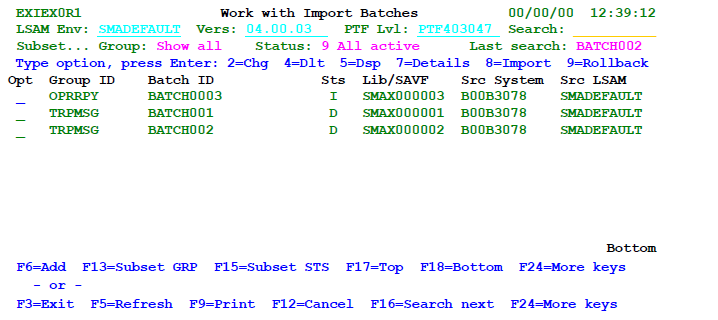 EXIEX0R1 Work with Import Batches 00/00/00 12:39:12
LSAM Env: SMADEFAULT Vers: 04.00.03 PTF Lvl: PTF403047 Search:
Subset... Group: Show all Status: 9 All active Last search: BATCH002
Type option, press Enter: 2=Chg 4=Dlt 5=Dsp 7=Details 8=Import 9=Rollback
Opt Group ID Batch ID Sts Lib/SAVF Src System Src LSAM
_ OPRRPY BATCH0003 I SMAX000003 B00B3078 SMADEFAULT
_ TRPMSG BATCH001 D SMAX000001 B00B3078 SMADEFAULT
_ TRPMSG BATCH002 D SMAX000002 B00B3078 SMADEFAULT
Bottom
F6=Add F13=Subset GRP F15=Subset STS F17=Top F18=Bottom F24=More keys
- or -
F3=Exit F5=Refresh F9=Print F12=Cancel F16=Search next F24=More keys